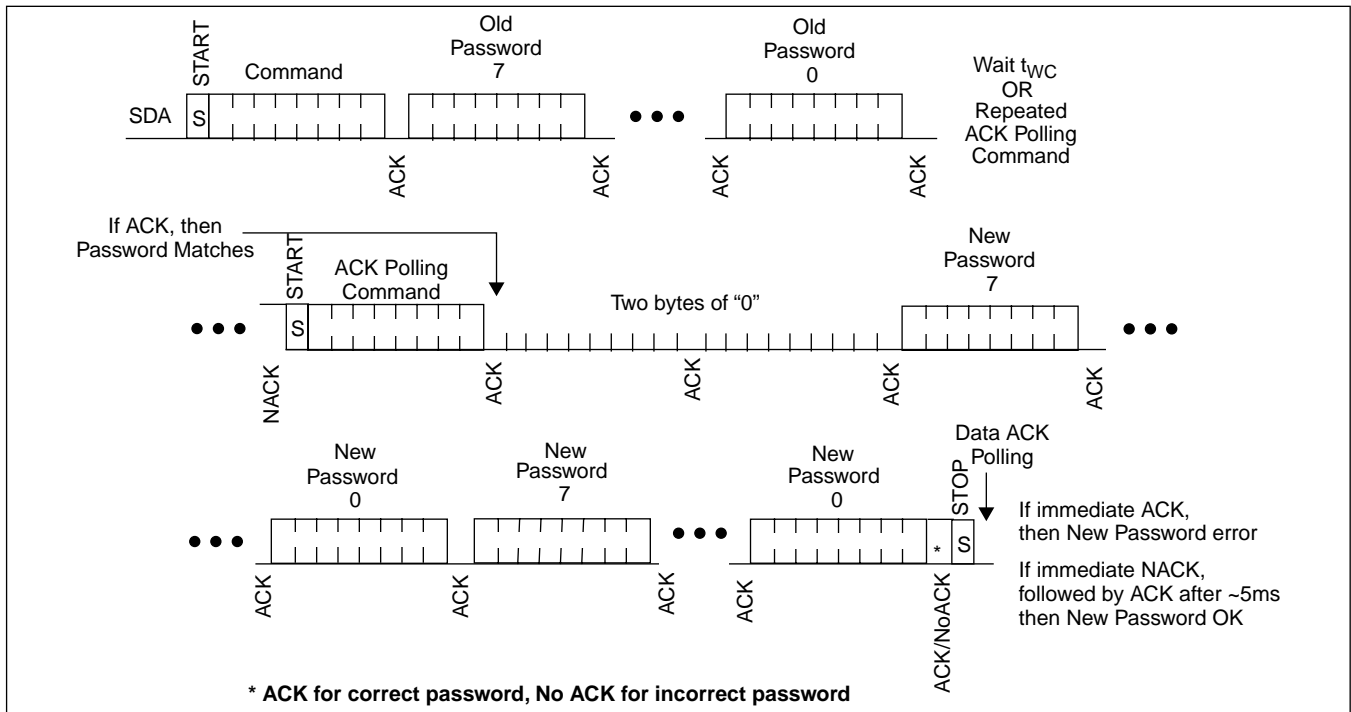 START
Command
Old
Password
7
Old
Password
0
Wait tWC
OR
Repeated
ACK Polling
Command
SDA
S
ACK
ACK
ACK
ACK
If ACK, then
Password Matches
START
ACK Polling
Command
Two bytes of “0”
New
Password
7
S
NACK
ACK
ACK
ACK
ACK
New
Password
0
New
Password
7
New
Password
0
Data ACK
Polling
STOP
If immediate ACK,
then New Password error
If immediate NACK,
followed by ACK after ~5ms
then New Password OK
*
S
ACK
ACK
ACK
ACK
ACK/NoACK
* ACK for correct password, No ACK for incorrect password